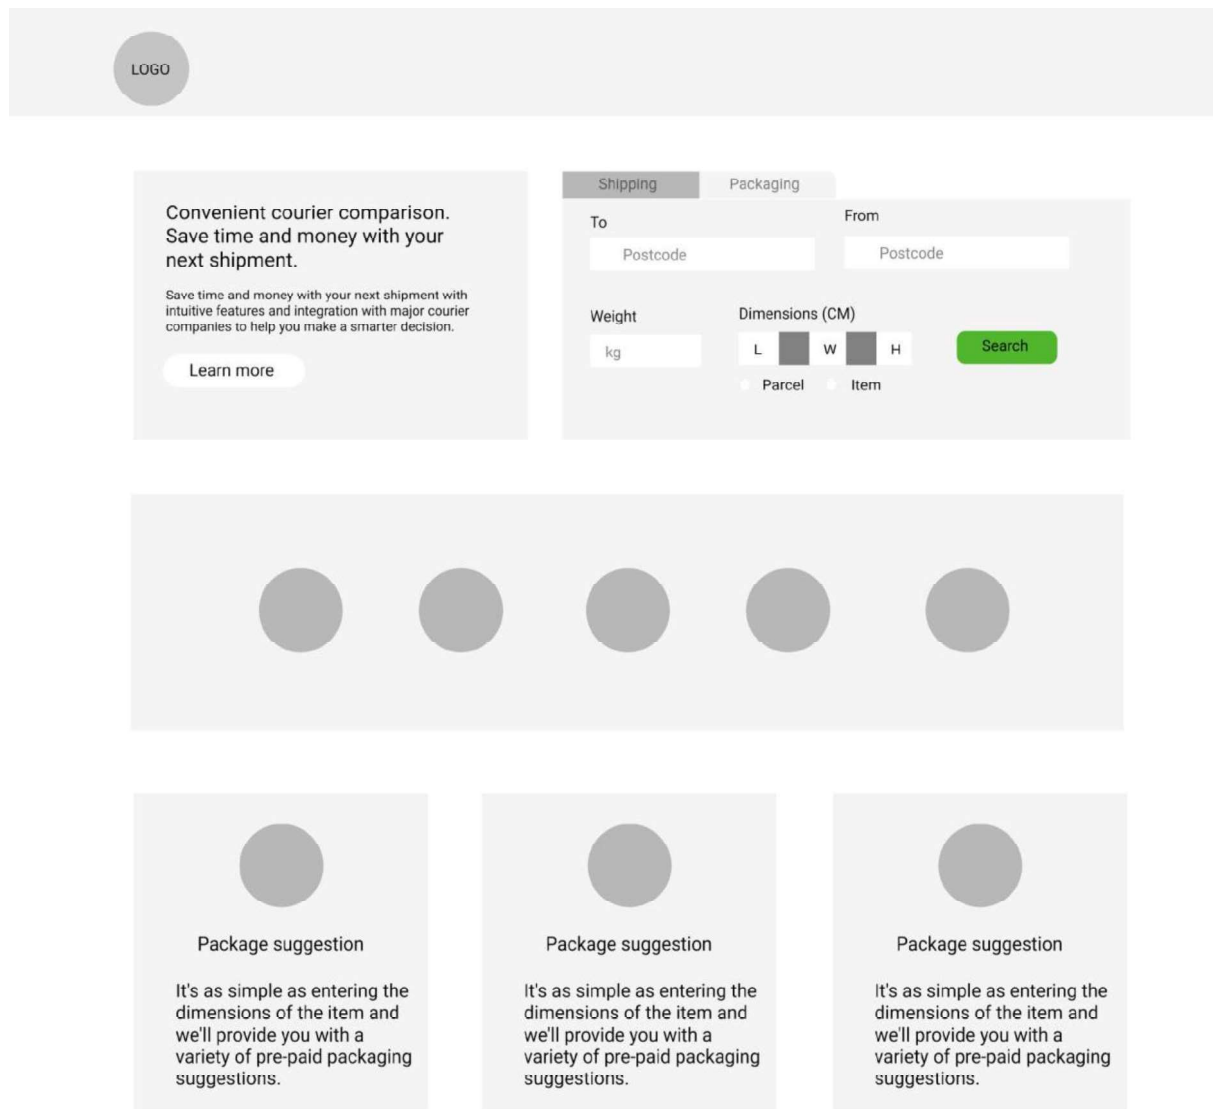 LOGO
Convenient courier comparison.
Save time and money with your
next shipment.
Save time and money with your next shipment with
intuitive features and integration with major courier
companies to help you make a smarter decision.
Learn more
Shipping
Packaging
To
From
Postcode
Postcode
Weight
Dimensions (CM)
kg
L
W
H
Search
Parcel
Item
Package suggestion
It's as simple as entering the
dimensions of the item and
we'll provide you with a
variety of pre-paid packaging
suggestions.
Package suggestion
It's as simple as entering the
dimensions of the item and
we'll provide you with a
variety of pre-paid packaging
suggestions.
Package suggestion
It's as simple as entering the
dimensions of the item and
we'll provide you with a
variety of pre-paid packaging
suggestions.